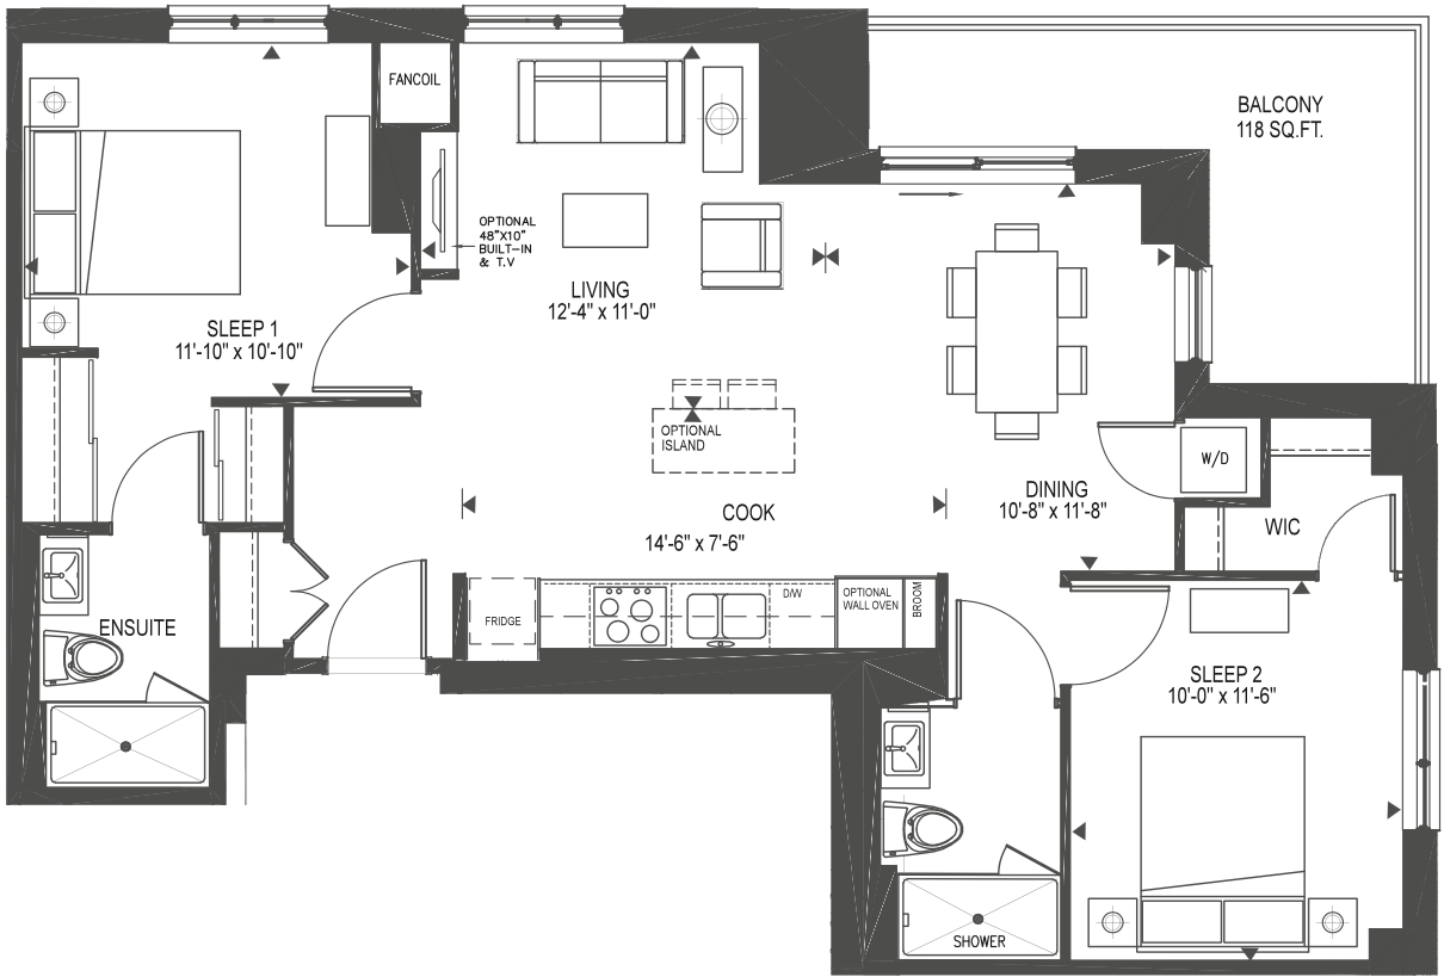 FANCOIL
BALCONY
118 SQ.FT.
OPTIONAL
48"X10"
BUILT-IN
& T.V
LIVING
12'-4" x 11'-0"
SLEEP 1
11'-10" x 10'-10"
OPTIONAL
ISLAND
W/D
DINING
10'-8" x 11'-8"
COOK
14'-6" x 7'-6"
WIC
D/W
OPTIONAL
WALL OVEN
BROOM
FRIDGE
ENSUITE
SLEEP 2
10'-0" x 11'-6"
SHOWER